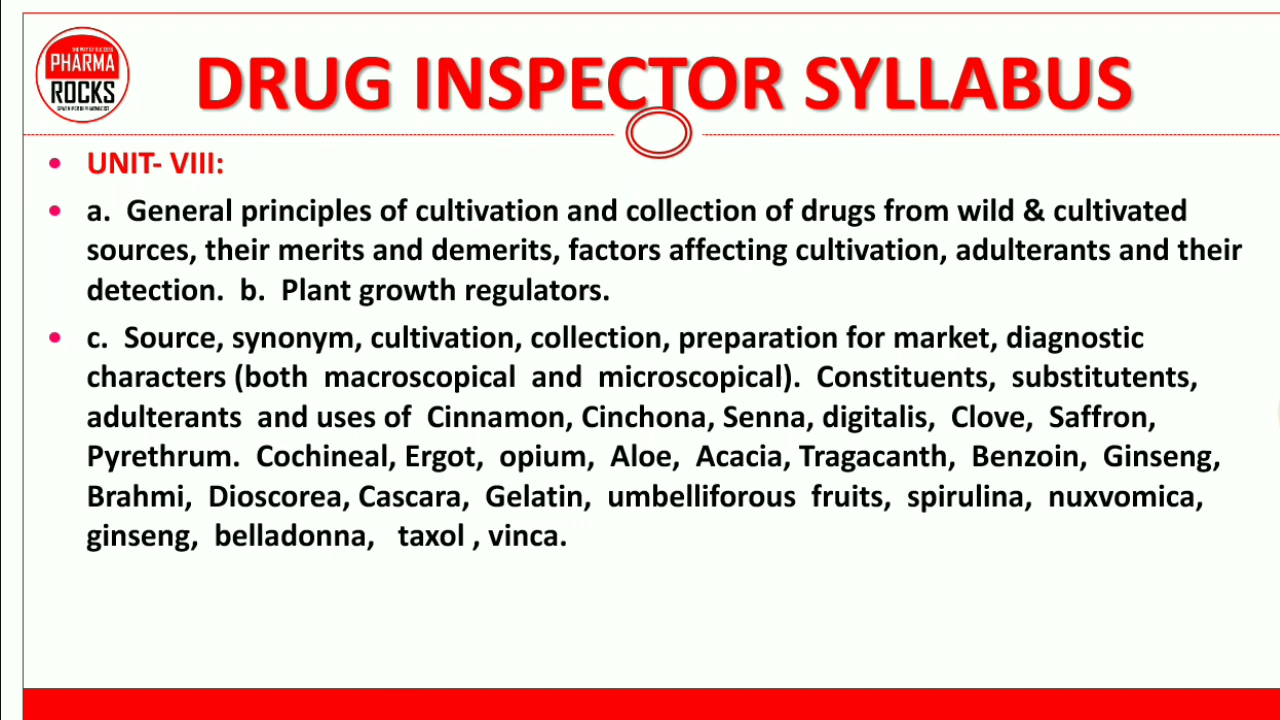 PHARMA
ROCKS
DRUG INSPECTOR SYLLABUS
• UNIT- VIII:
• a. General principles of cultivation and collection of drugs from wild & cultivated
sources, their merits and demerits, factors affecting cultivation, adulterants and their
detection. b. Plant growth regulators.
• c. Source, synonym, cultivation, collection, preparation for market, diagnostic
characters (both macroscopical and microscopical). Constituents, substitutents,
adulterants and uses of Cinnamon, Cinchona, Senna, digitalis, Clove, Saffron,
Pyrethrum. Cochineal, Ergot, opium, Aloe, Acacia, Tragacanth, Benzoin, Ginseng,
Brahmi, Dioscorea, Cascara, Gelatin, umbelliforous fruits, spirulina, nuxvomica,
ginseng, belladonna, taxol , vinca.